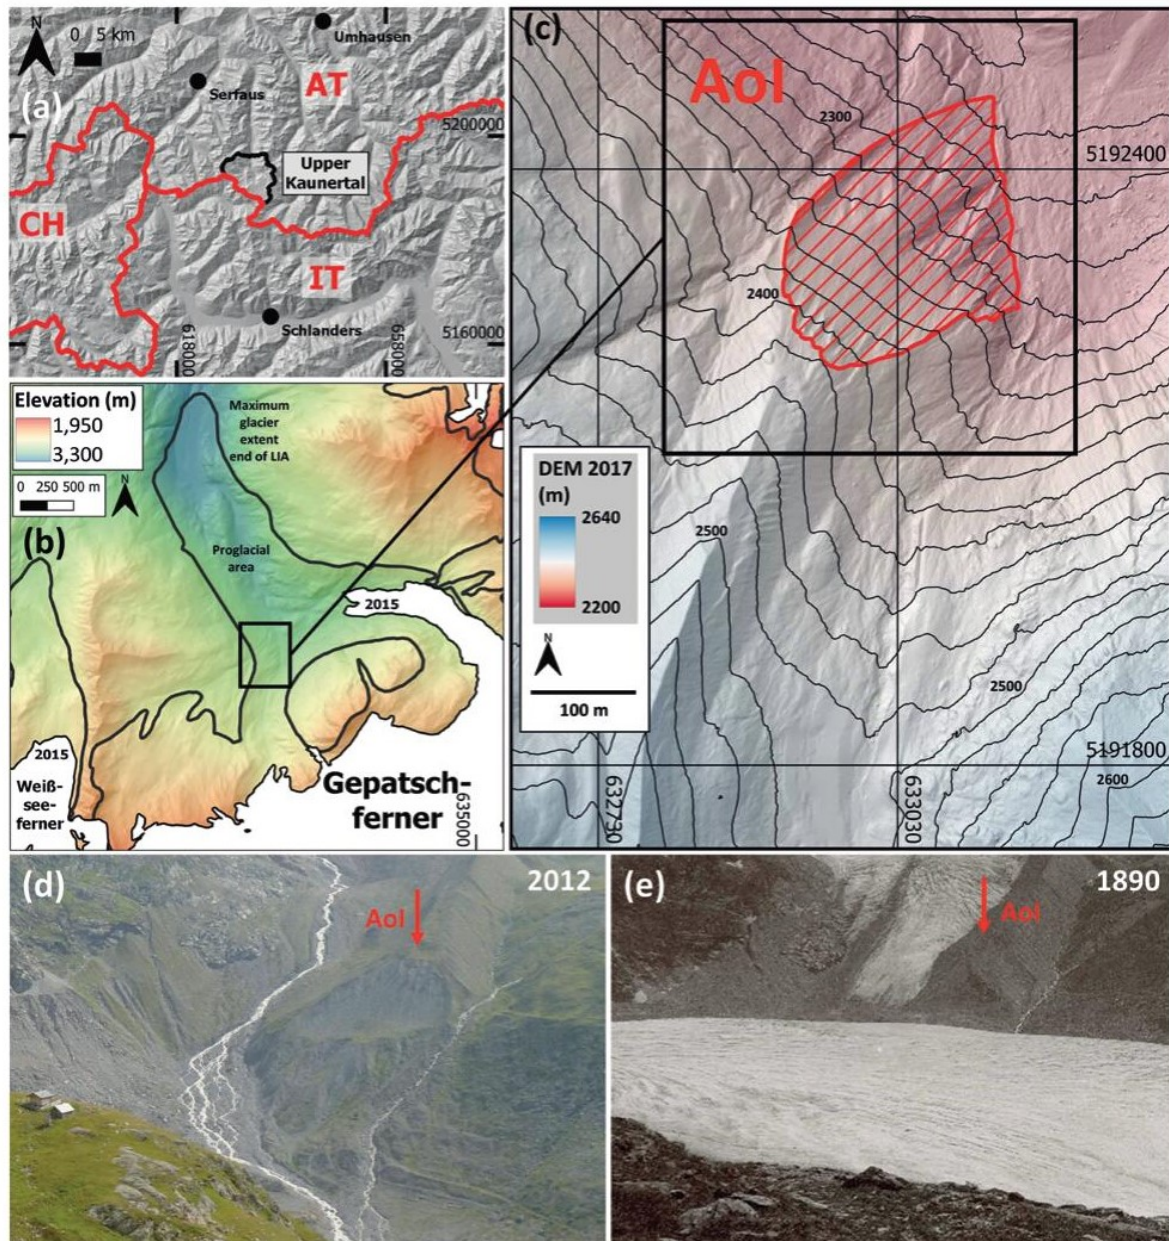 (a)
N
0 5 km
Umhausen
Serfaus
AT
5200000
Upper
Kaunertal
CH
IT
Schlanders
618000
658000
5160000
Elevation (m)
1,950
3,300
0 250 500 m
N
(b)
Maximum
glacier
extent
end of LIA
Proglacial
area
2015
2015
Weiß-
see-
ferner
Gepatsch-
ferner
635000
(c)
AoI
2300
5192400
2400
DEM 2017
(m)
2640
2200
N
100 m
2500
2500
5191800
2600
632730
633030
(d)
2012
AoI
(e)
1890
AoI